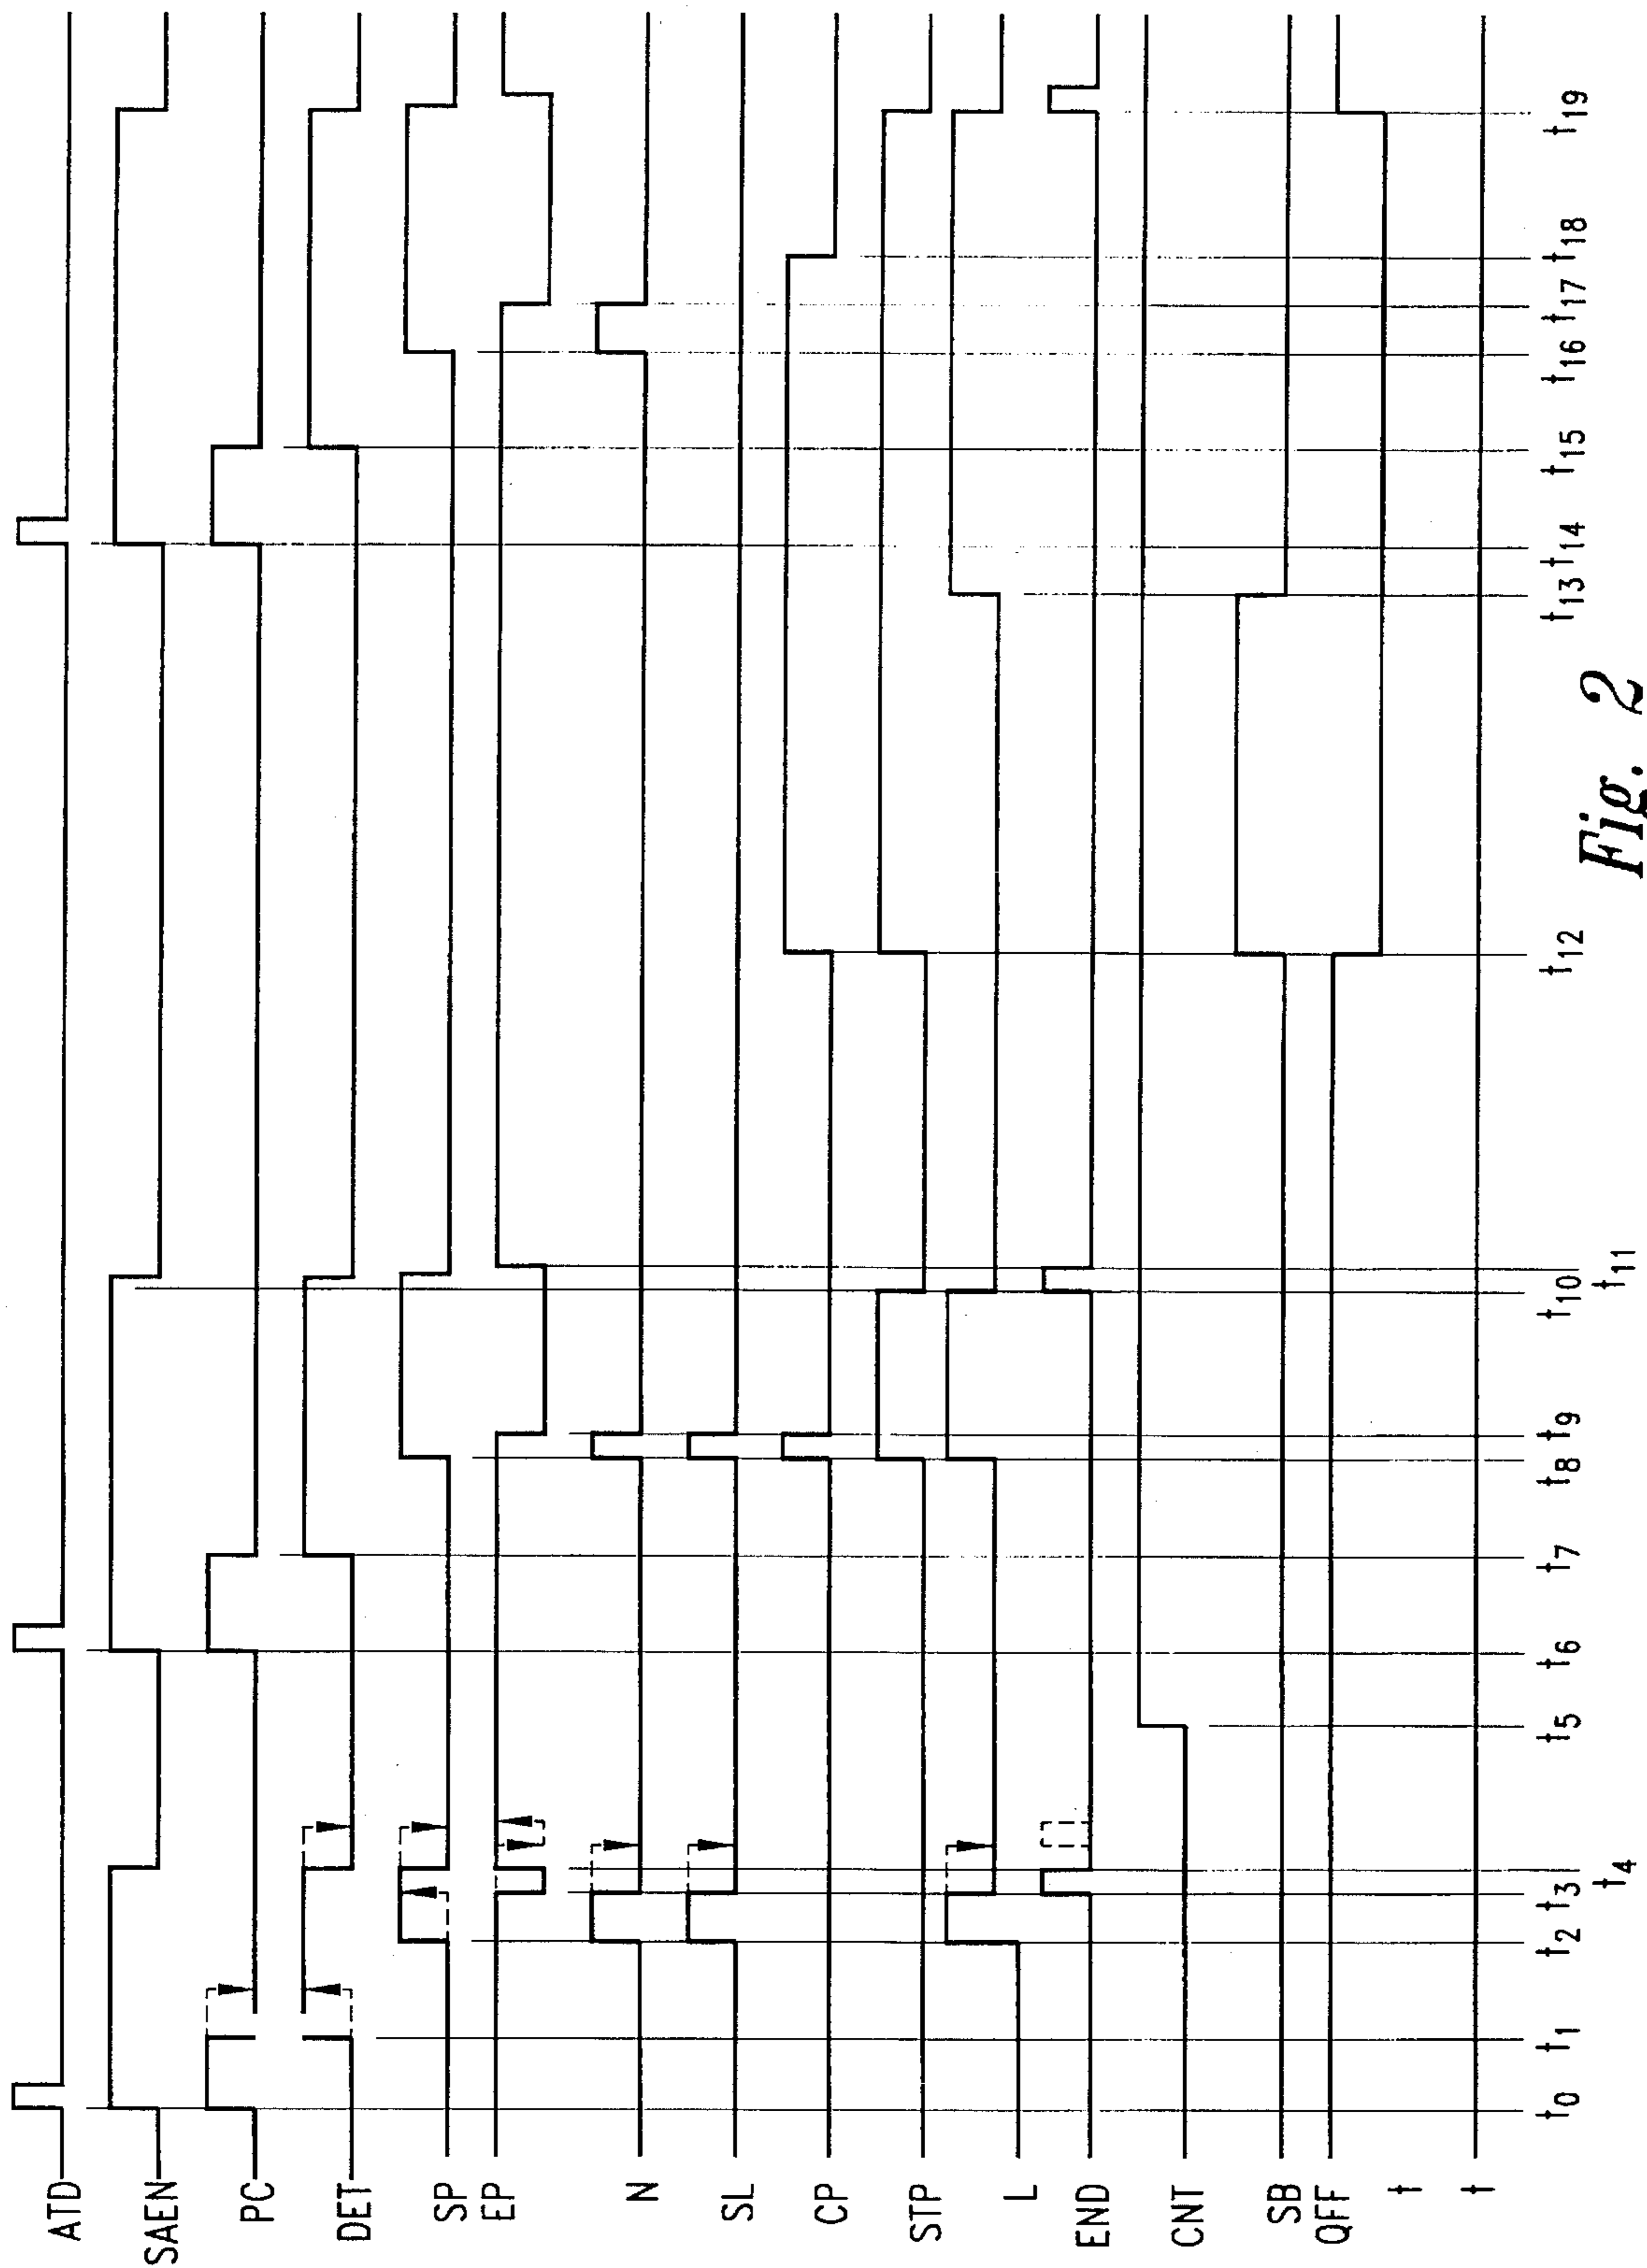 ATD
SAEN
PC
DET
SP
EP
N
SL
CP
STP
L
END
CNT
SB
QFF
t
t
t0 t1 t2 t3 t4 t5 t6 t7 t8 t9 t10 t11 t12 t13 t14 t15 t16 t17 t18 t19
Fig. 2